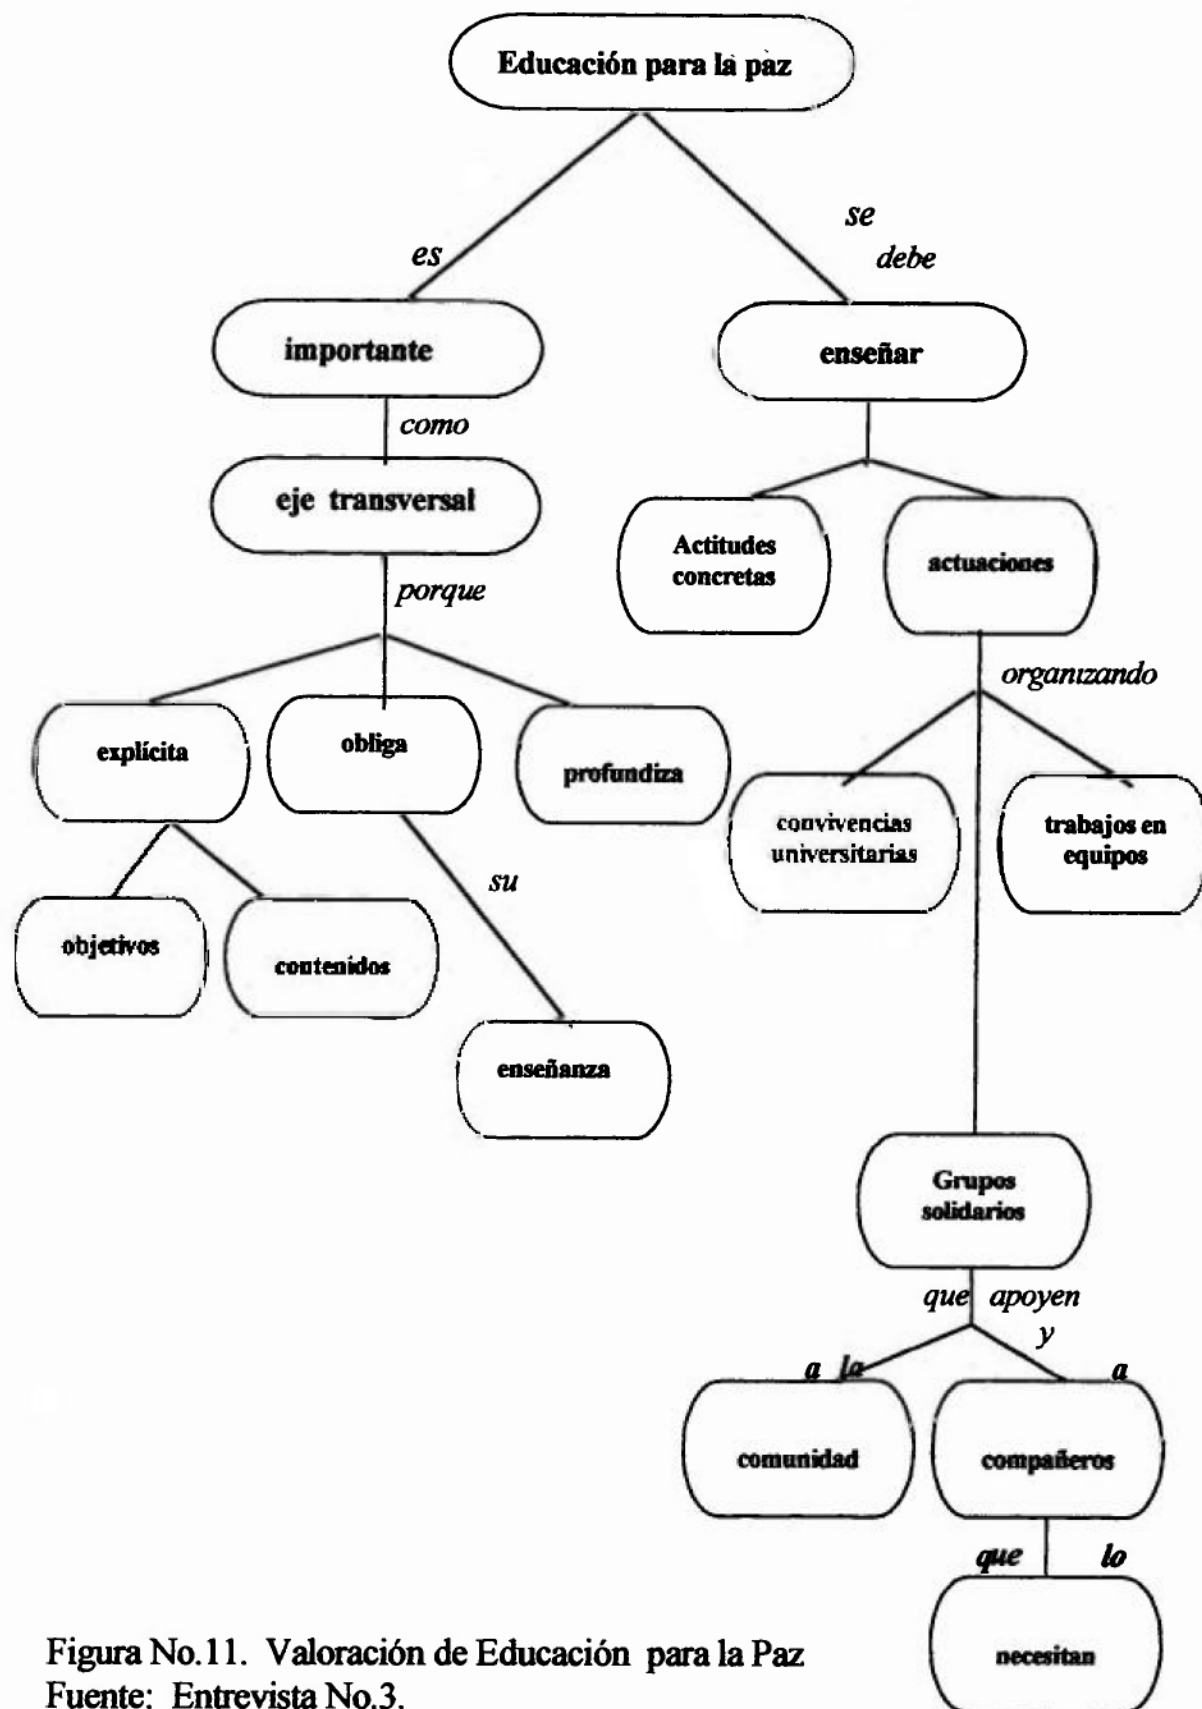 Educación para la paz
es
se
debe
importante
enseñar
como
eje transversal
Actitudes
concretas
actuaciones
porque
organizando
explícita
obliga
profundiza
convivencias
universitarias
trabajos en
equipos
su
objetivos
contenidos
enseñanza
Grupos
solidarios
que apoyen
y
a la
a
comunidad
compañeros
que lo
necesitan
Figura No.11. Valoración de Educación para la Paz
Fuente: Entrevista No.3.